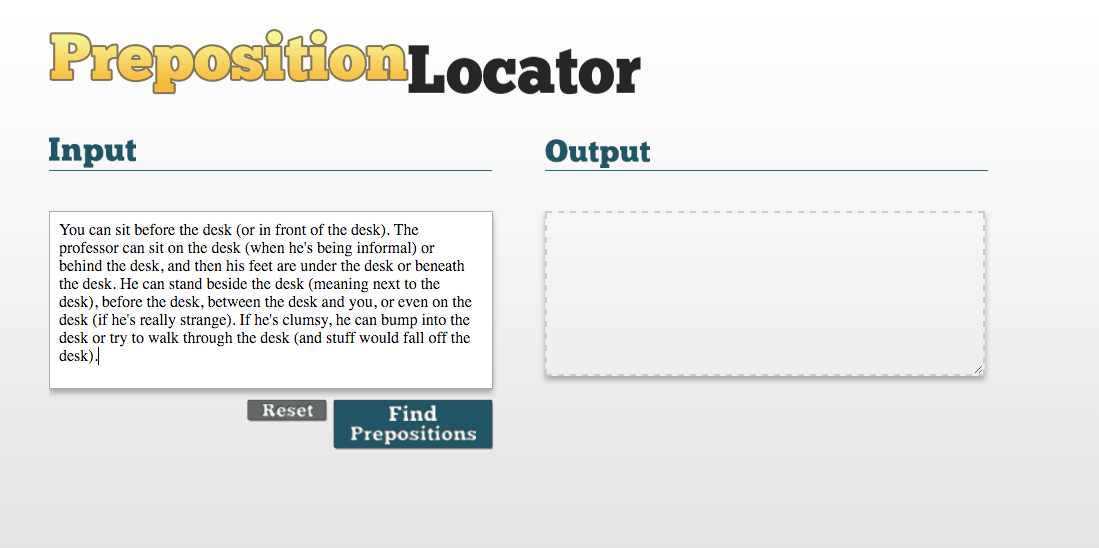 PrepositionLocator
Input
Output
You can sit before the desk (or in front of the desk). The
professor can sit on the desk (when he's being informal) or
behind the desk, and then his feet are under the desk or beneath
the desk. He can stand beside the desk (meaning next to the
desk), before the desk, between the desk and you, or even on the
desk (if he's really strange). If he's clumsy, he can bump into the
desk or try to walk through the desk (and stuff would fall off the
desk).
Reset
Find
Prepositions